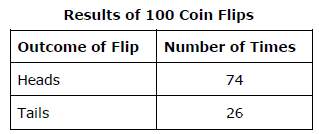 Results of 100 Coin Flips
Outcome of Flip Number of Times
Heads 74
Tails 26